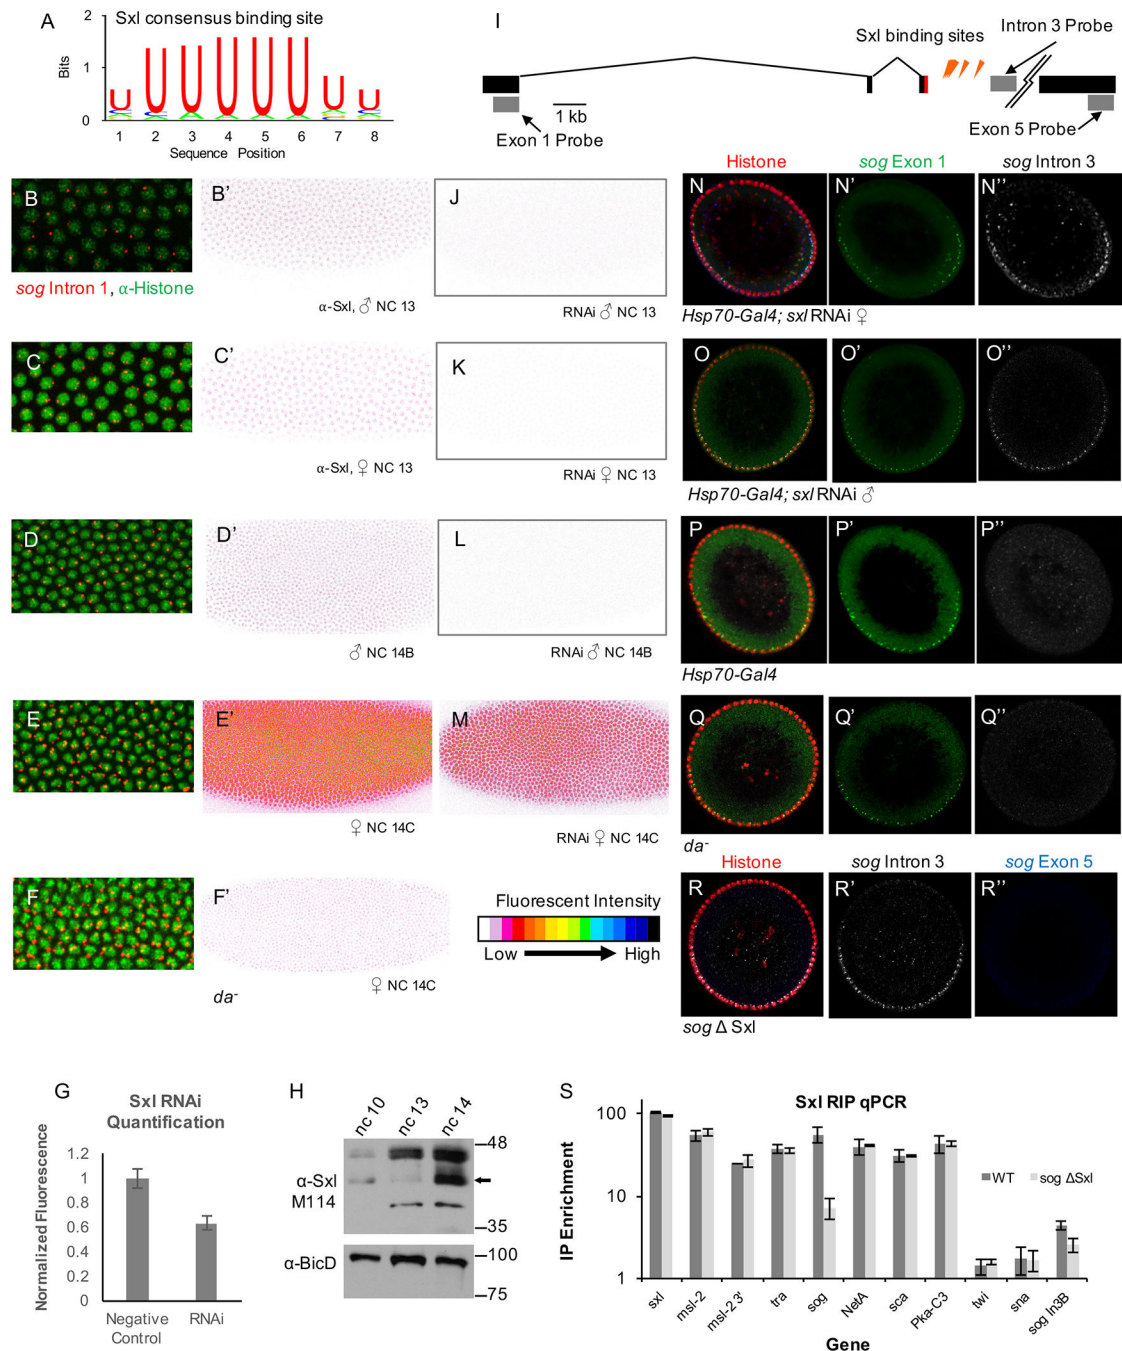 A
Sxl consensus binding site
2
1
0
Bits
U U U U U U U U
1 2 3 4 5 6 7 8
Sequence Position
I
Sxl binding sites
Intron 3 Probe
1 kb
Exon 1 Probe
Exon 5 Probe
B
sog Intron 1, α-Histone
B'
α-Sxl, ♂ NC 13
J
RNAi ♂ NC 13
C
C'
α-Sxl, ♀ NC 13
K
RNAi ♀ NC 13
D
D'
♂ NC 14B
L
RNAi ♂ NC 14B
E
E'
♀ NC 14C
M
RNAi ♀ NC 14C
F
da-
F'
♀ NC 14C
Fluorescent Intensity
Low
High
Histone
sog Exon 1
sog Intron 3
N
N'
N''
Hsp70-Gal4; sxl RNAi ♀
O
O'
O''
Hsp70-Gal4; sxl RNAi ♂
P
P'
P''
Hsp70-Gal4
Q
Q'
Q''
da-
Histone
sog Intron 3
sog Exon 5
R
R'
R''
sog Δ Sxl
G
Sxl RNAi
Quantification
Normalized Fluorescence
1.2
1
0.8
0.6
0.4
0.2
0
Negative
Control
RNAi
H
nc 10
nc 13
nc 14
α-Sxl
M114
48
35
α-BicD
100
75
S
Sxl RIP qPCR
IP Enrichment
100
10
1
WT
sog ΔSxl
sxl
msl-2
msl-2 3'
tra
sog
NetA
sca
Pka-C3
twi
sna
sog In3B
Gene